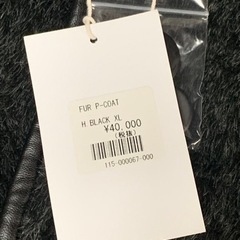 FUR P-COAT
H BLACK XL
¥40,000
(税抜)
115-000067-000